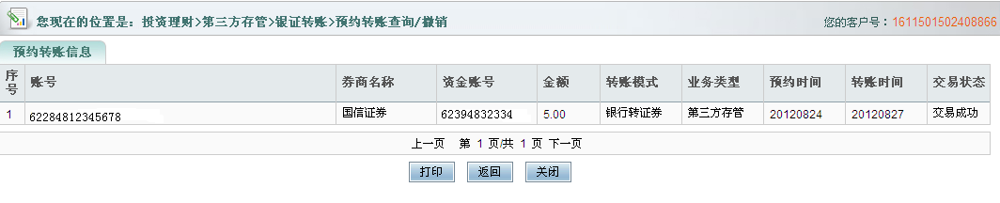 您现在的位置是：投资理财>第三方存管>银证转账>预约转账查询/撤销 您的客户号：1611501502408866
预约转账信息
序号 账号 券商名称 资金账号 金额 转账模式 业务类型 预约时间 转账时间 交易状态
1 62284812345678 国信证券 62394832334 5.00 银行转证券 第三方存管 20120824 20120827 交易成功
上一页 第 1 页/共 1 页 下一页
打印 返回 关闭